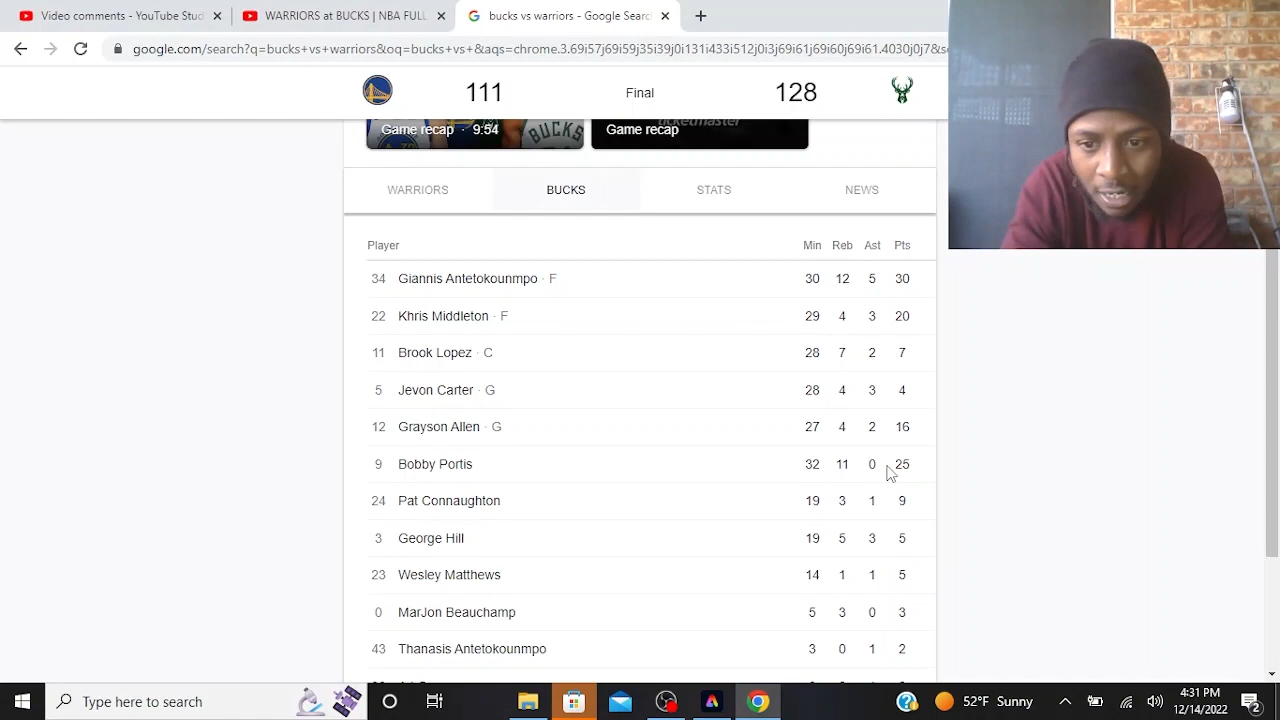 Video comments - YouTube Stud
WARRIORS at BUCKS | NBA FULL
bucks vs warriors - Google Searc
google.com/search?q=bucks+vs+warriors&oq=bucks+vs+&aqs=chrome.3.69i57j69i59j35i39j0i131i433i512j0i3j69i61j69i60j69i61.4030j0j7&s
111 Final 128
Game recap · 9:54
BUCKS
ticketmaster
Game recap
WARRIORS BUCKS STATS NEWS
Player Min Reb Ast Pts
34 Giannis Antetokounmpo · F 30 12 5 30
22 Khris Middleton · F 29 4 3 20
11 Brook Lopez · C 28 7 2 7
5 Jevon Carter · G 28 4 3 4
12 Grayson Allen · G 27 4 2 16
9 Bobby Portis 32 11 0 25
24 Pat Connaughton 19 3 1 9
3 George Hill 19 5 3 5
23 Wesley Matthews 14 1 1 5
0 MarJon Beauchamp 5 3 0 3
43 Thanasis Antetokounmpo 3 0 1 2
Type here to search
52°F Sunny
4:31 PM
12/14/2022
2